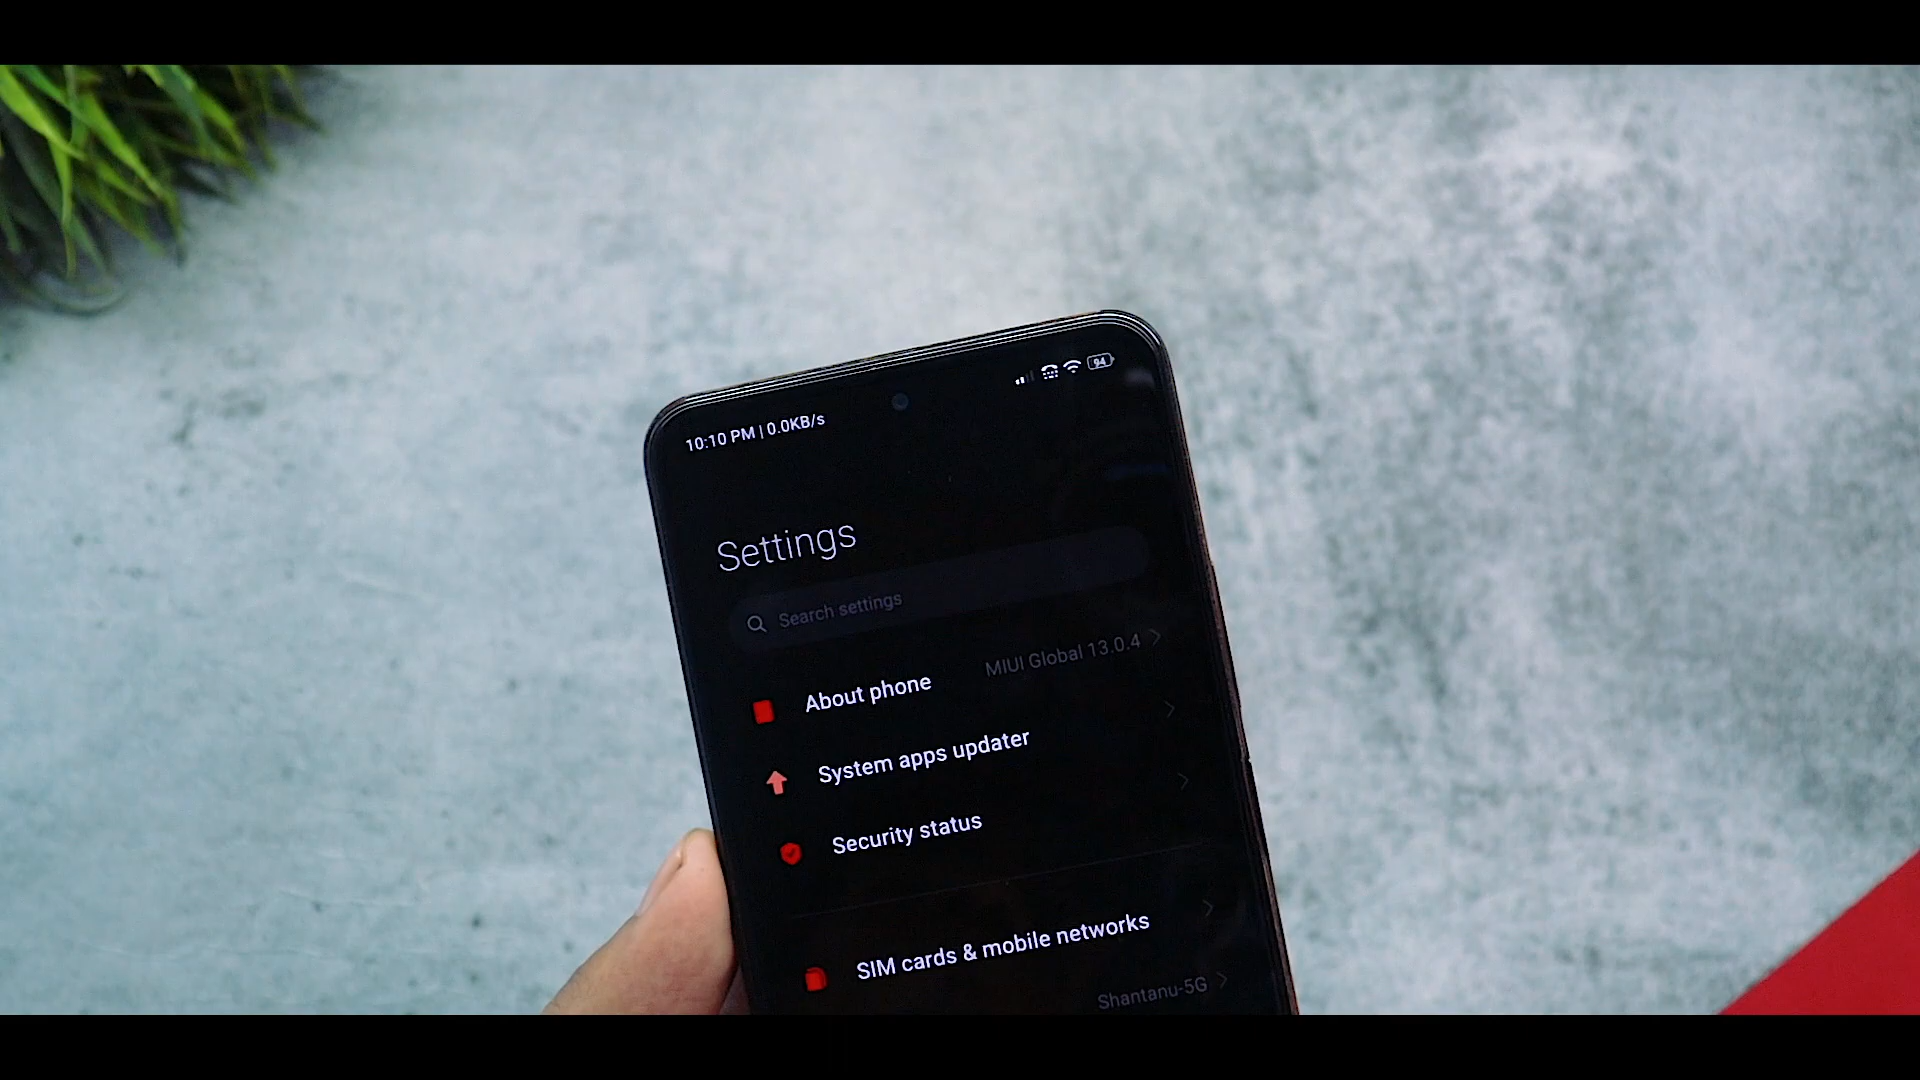 10:10 PM | 0.0KB/s
94
Settings
Search settings
About phone
MIUI Global 13.0.4
System apps updater
Security status
SIM cards & mobile networks
Shantanu-5G